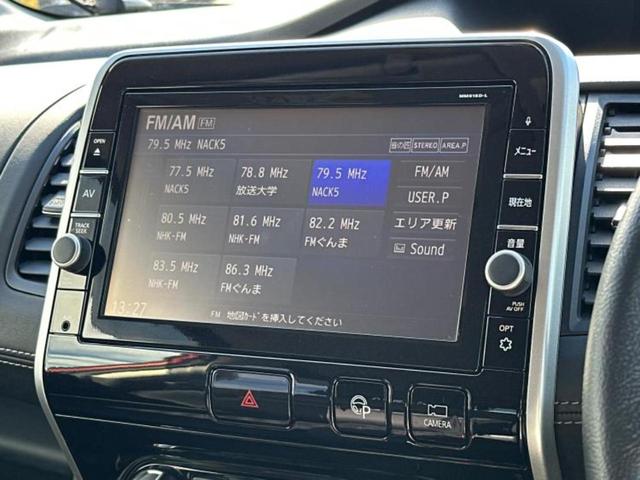 MM518D-L
OPEN
AV
TRACK SEEK
FM/AM FM
79.5 MHz NACK5 音の匠 STEREO AREA.P
77.5 MHz NACK5
78.8 MHz 放送大学
79.5 MHz NACK5
FM/AM
80.5 MHz NHK-FM
81.6 MHz NHK-FM
82.2 MHz FMぐんま
USER.P
83.5 MHz NHK-FM
86.3 MHz FMぐんま
エリア更新
Sound
13:27
FM 地図ｶｰﾄﾞを挿入してください
メニュー
現在地
音量
PUSH AV OFF
OPT
P
CAMERA